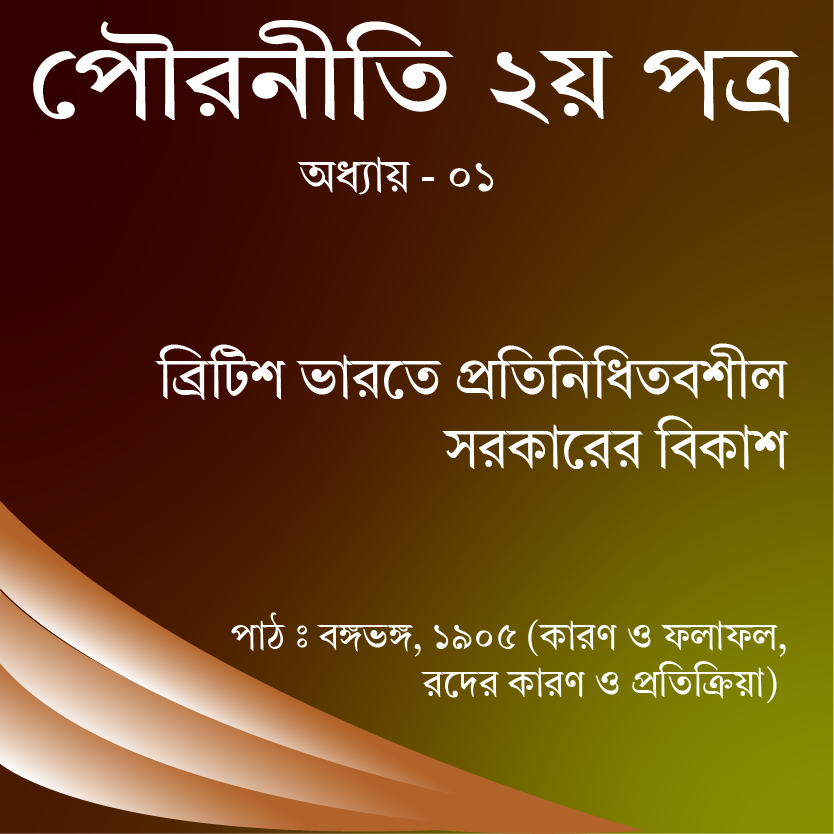 পৌরনীতি ২য় পত্র
অধ্যায় - ০১
ব্রিটিশ ভারতে প্রতিনিধিতবশীল
সরকারের বিকাশ
পাঠ ঃ বঙ্গভঙ্গ, ১৯০৫ (কারণ ও ফলাফল,
রদের কারণ ও প্রতিক্রিয়া)